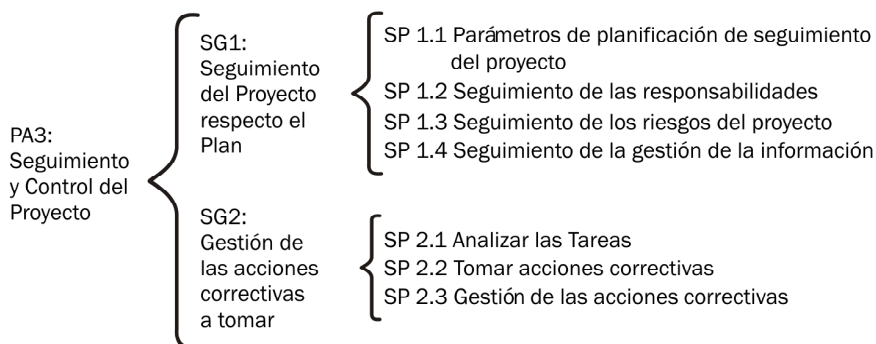 PA3:
Seguimiento
y Control del
Proyecto
SG1:
Seguimiento
del Proyecto
respecto el
Plan
SP 1.1 Parámetros de planificación de seguimiento
del proyecto
SP 1.2 Seguimiento de las responsabilidades
SP 1.3 Seguimiento de los riesgos del proyecto
SP 1.4 Seguimiento de la gestión de la información
SG2:
Gestión de
las acciones
correctivas
a tomar
SP 2.1 Analizar las Tareas
SP 2.2 Tomar acciones correctivas
SP 2.3 Gestión de las acciones correctivas